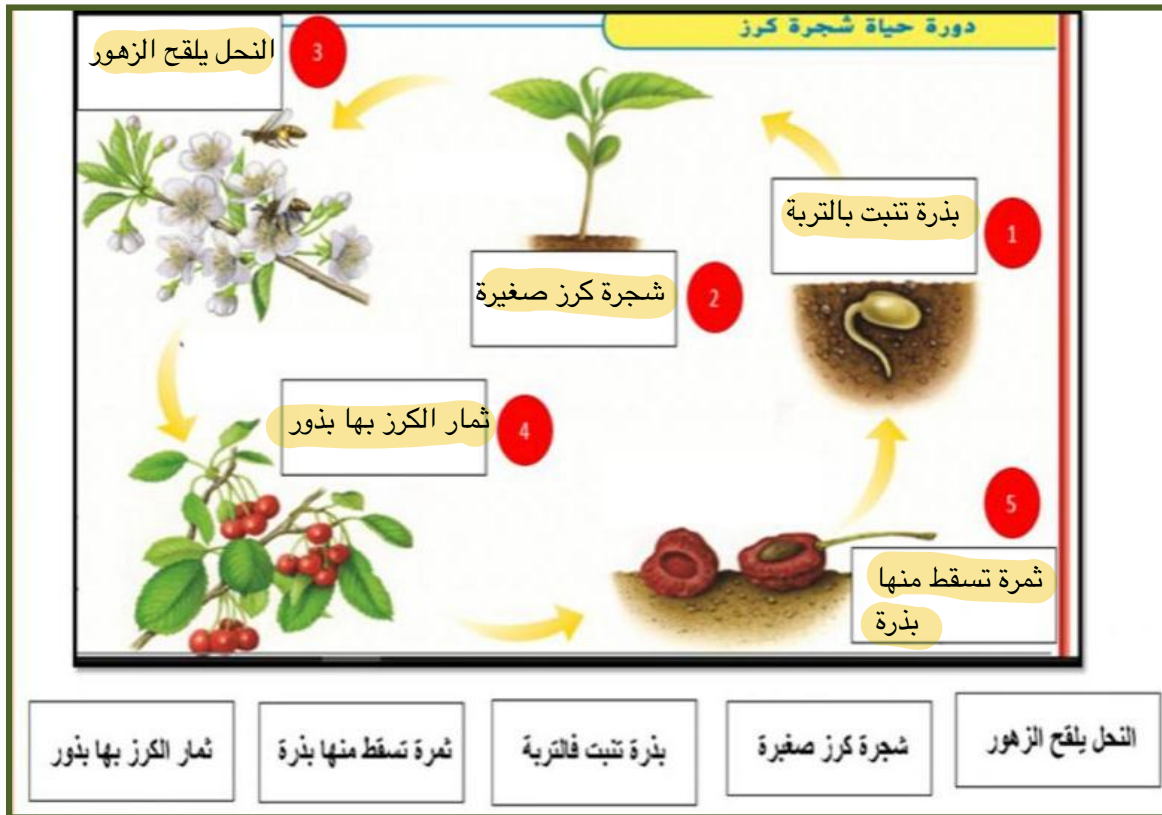 دورة حياة شجرة كرز
3
النحل يلقح الزهور
1
بذرة تنبت بالتربة
2
شجرة كرز صغيرة
4
ثمار الكرز بها بذور
5
ثمرة تسقط منها
بذرة
النحل يلقح الزهور
شجرة كرز صغيرة
بذرة تنبت فالتربة
ثمرة تسقط منها بذرة
ثمار الكرز بها بذور